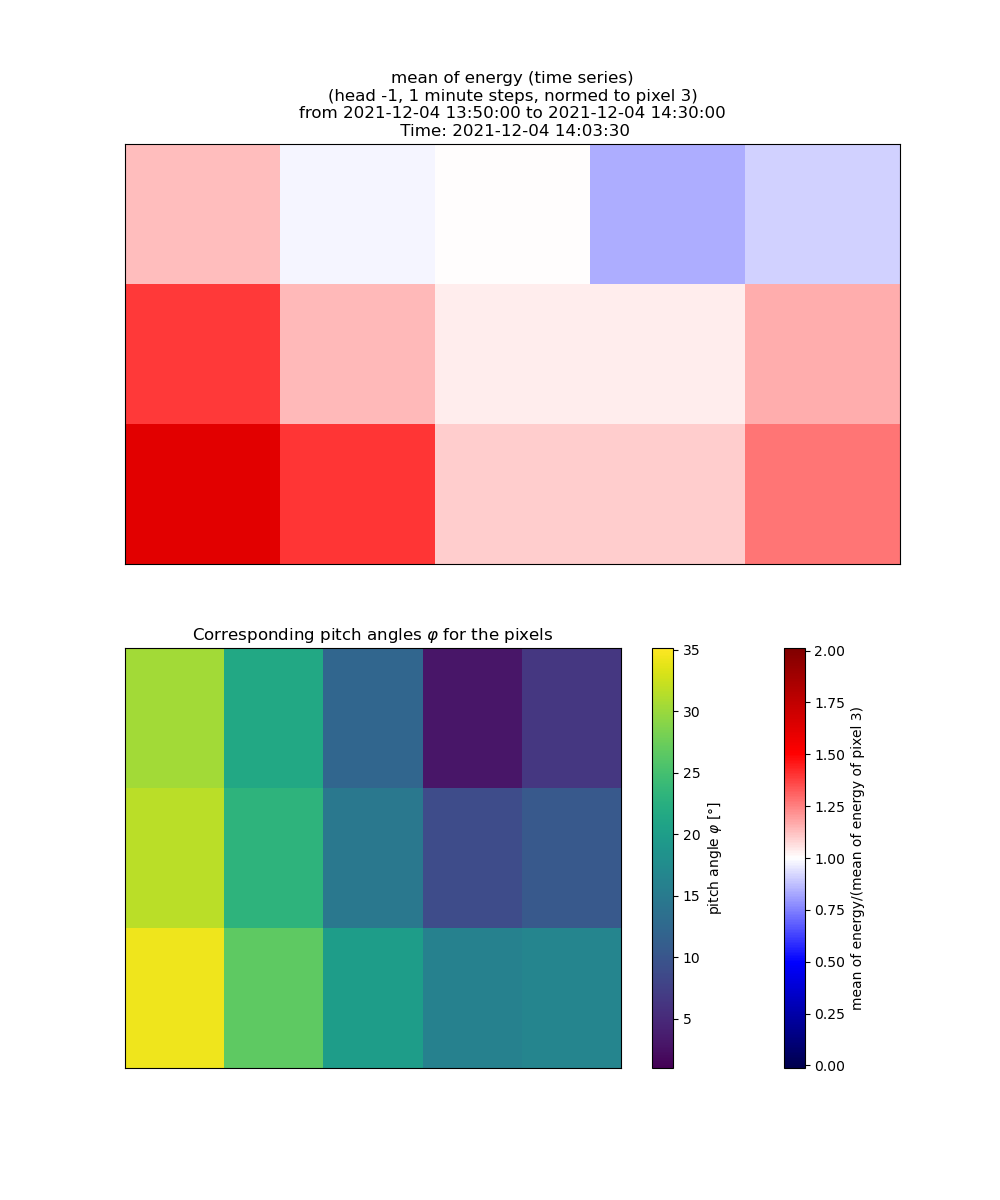 mean of energy (time series)
(head -1, 1 minute steps, normed to pixel 3)
from 2021-12-04 13:50:00 to 2021-12-04 14:30:00
Time: 2021-12-04 14:03:30
Corresponding pitch angles φ for the pixels
35
30
25
20
15
10
5
pitch angle φ [°]
2.00
1.75
1.50
1.25
1.00
0.75
0.50
0.25
0.00
mean of energy/(mean of energy of pixel 3)